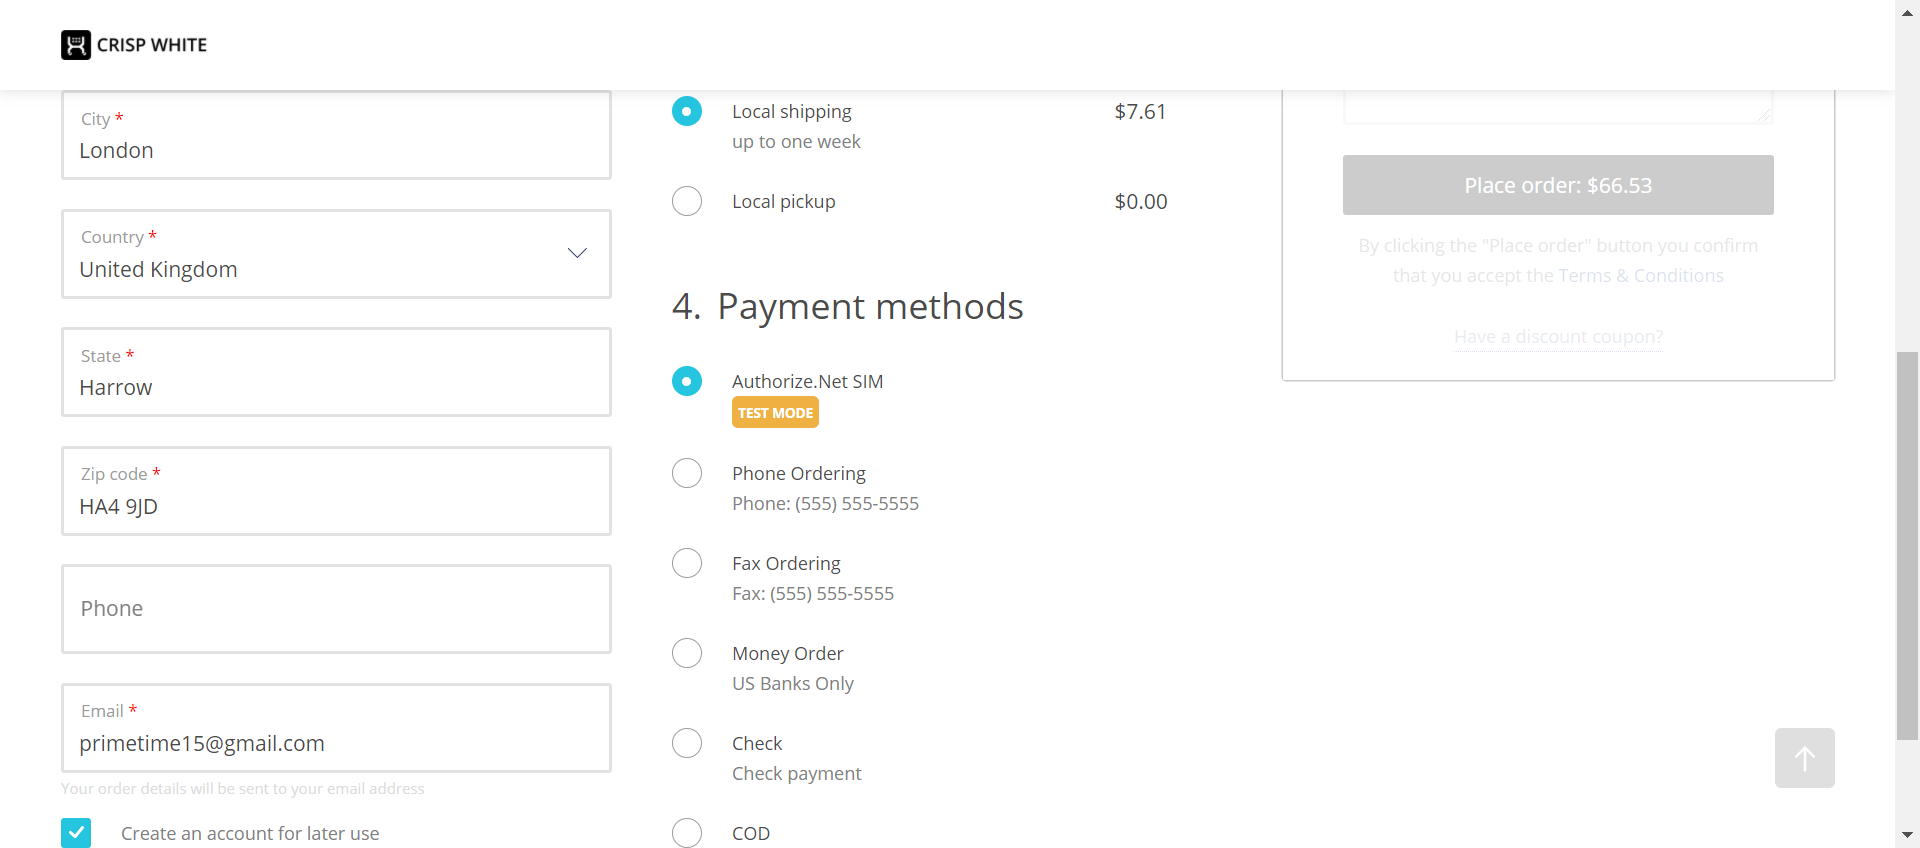 CRISP WHITE
City *
London
Country *
United Kingdom
State *
Harrow
Zip code *
HA4 9JD
Phone
Email *
primetime15@gmail.com
Your order details will be sent to your email address
Create an account for later use
Local shipping $7.61
up to one week
Local pickup $0.00
4. Payment methods
Authorize.Net SIM
TEST MODE
Phone Ordering
Phone: (555) 555-5555
Fax Ordering
Fax: (555) 555-5555
Money Order
US Banks Only
Check
Check payment
COD
Place order: $66.53
By clicking the "Place order" button you confirm
that you accept the Terms & Conditions
Have a discount coupon?